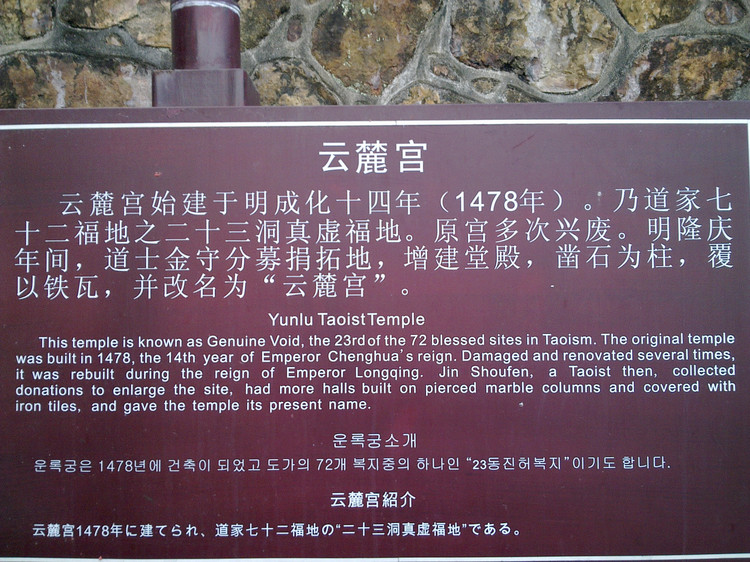 云麓宫
云麓宫始建于明成化十四年（1478年）。乃道家七
十二福地之二十三洞真虚福地。原宫多次兴废。明隆庆
年间，道士金守分募捐拓地，增建堂殿，凿石为柱，覆
以铁瓦，并改名为“云麓宫”。
Yunlu Taoist Temple
This temple is known as Genuine Void, the 23rd of the 72 blessed sites in Taoism. The original temple
was built in 1478, the 14th year of Emperor Chenghua's reign. Damaged and renovated several times,
it was rebuilt during the reign of Emperor Longqing. Jin Shoufen, a Taoist then, collected
donations to enlarge the site, had more halls built on pierced marble columns and covered with
iron tiles, and gave the temple its present name.
운록궁소개
운록궁은 1478년에 건축이 되었고 도가의 72개 복지중의 하나인 “23동진허복지”이기도 합니다.
云麓宫紹介
云麓宫1478年に建てられ、道家七十二福地の“二十三洞真虚福地”である。